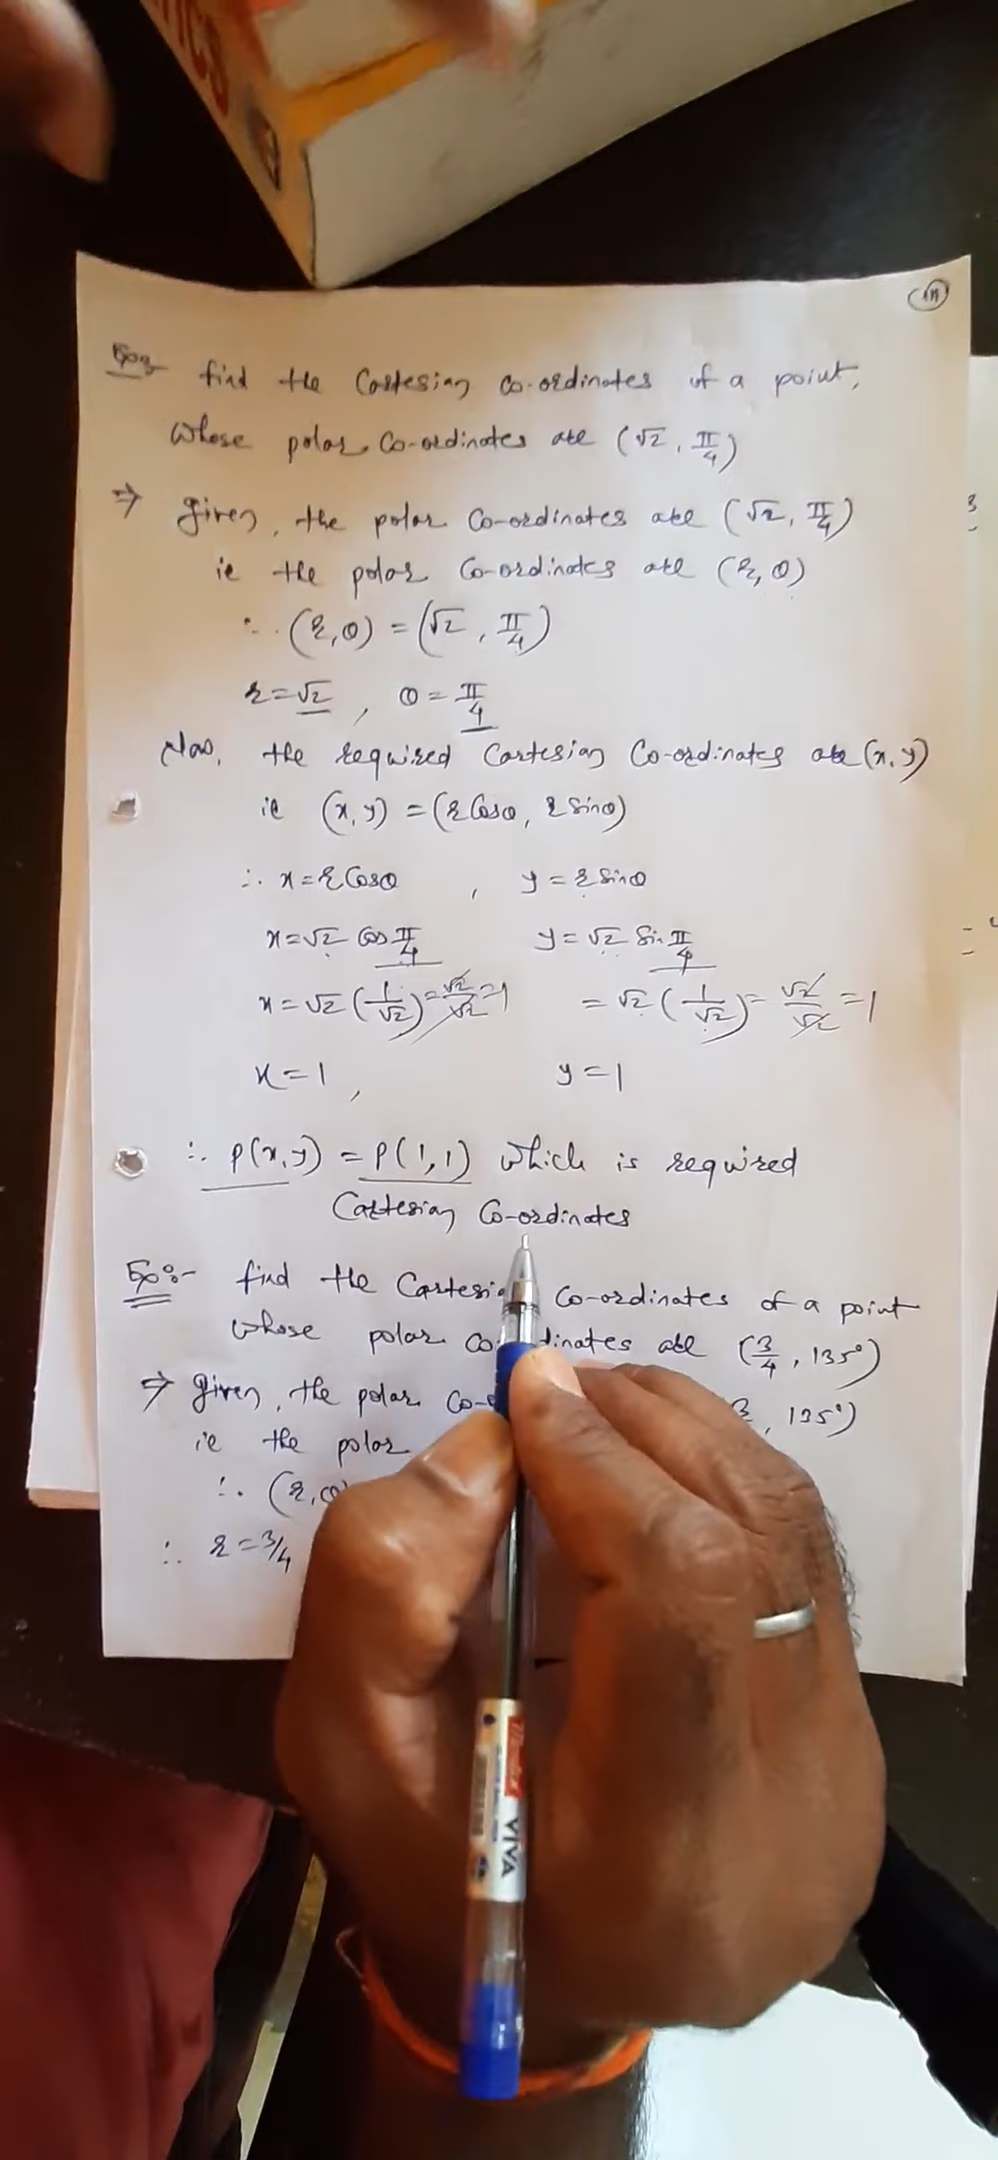 Exa
find the Cartesian co-ordinates of a point,
whose polar co-ordinates are (√2, π/4)
⇒ Given, the polar co-ordinates are (√2, π/4)
ie the polar co-ordinates are (r, θ)
∴ (r, θ) = (√2, π/4)
r = √2 , θ = π/4
Now, the required Cartesian co-ordinates are (x, y)
ie (x, y) = (r cosθ, r sinθ)
∴ x = r cosθ , y = r sinθ
x = √2 cos π/4 y = √2 sin π/4
x = √2 (1/√2) = √2/√2 = 1 = √2 (1/√2) = √2/√2 = 1
x = 1 , y = 1
∴ P(x,y) = P(1,1) which is required
Cartesian co-ordinates
Ex:- find the Cartesian co-ordinates of a point
whose polar co dinates are (3/4, 135°)
⇒ Given, the polar co- , 135°)
ie the polar
∴ (r,
∴ r = 3/4
VIVA